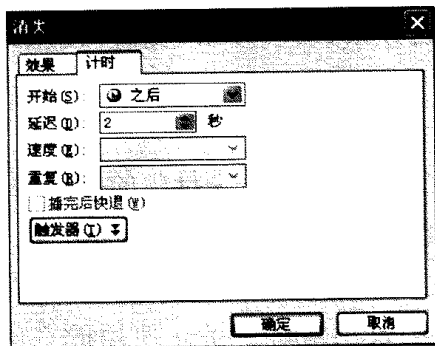 消失
效果 计时
开始(S): 之后
延迟(D): 2 秒
速度(E):
重复(R):
播完后快退(W)
触发器(T)
确定 取消